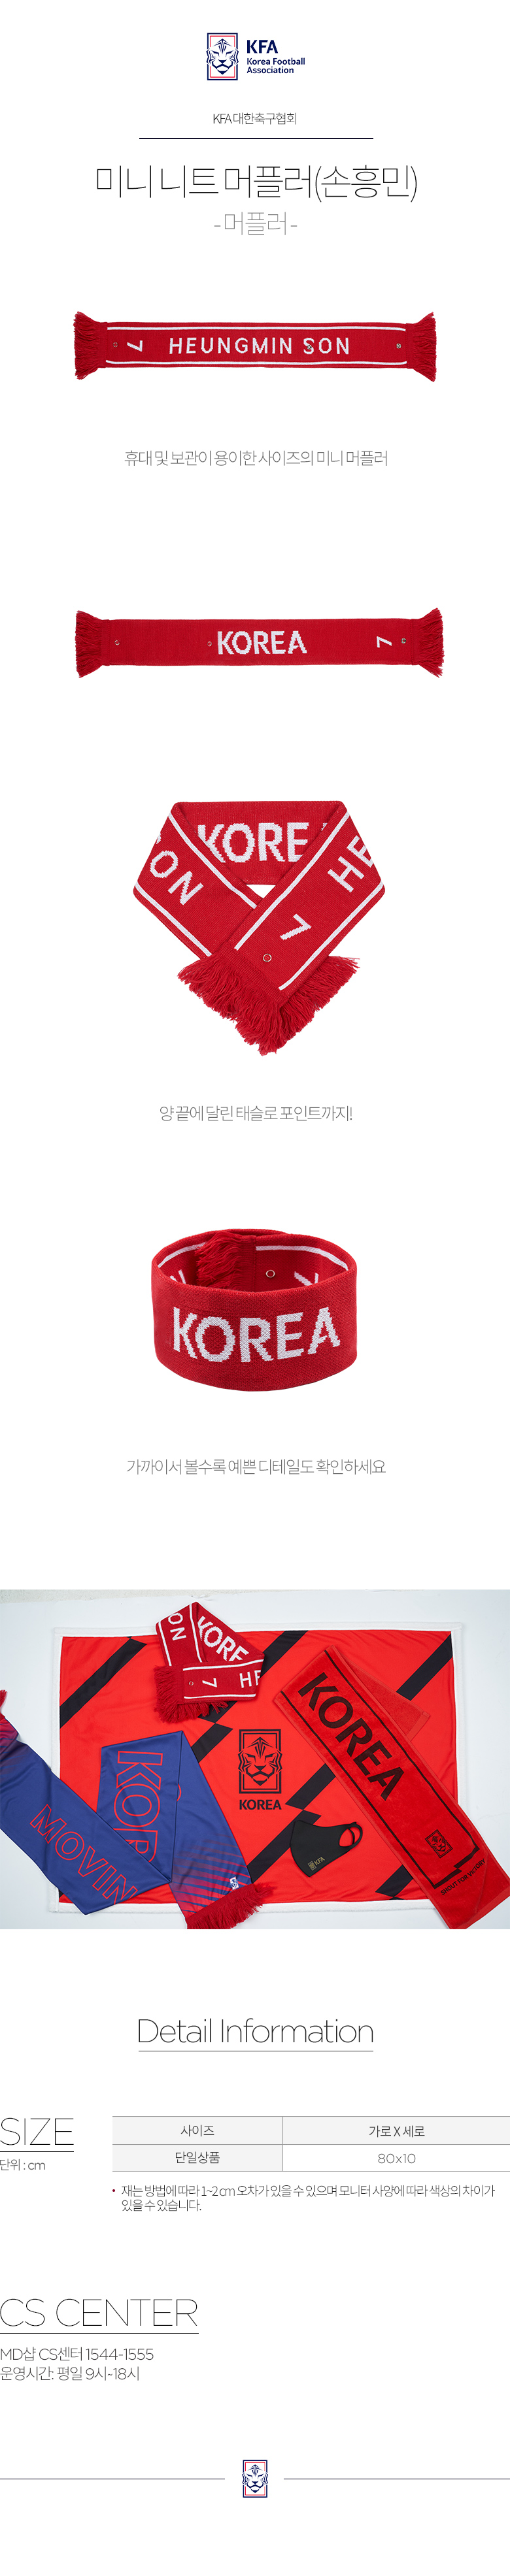 KFA
Korea Football
Association
KFA 대한축구협회
미니 니트 머플러(손흥민)
- 머플러 -
7 HEUNGMIN SON
휴대 및 보관이 용이한 사이즈의 미니 머플러
KOREA 7
KORE
SON
HE
7
양 끝에 달린 태슬로 포인트까지!
KOREA
가까이서 볼수록 예쁜 디테일도 확인하세요
ON
KORE
7 HE
KOREA
KOR
MOVIN
KOREA
KFA
SHOUT FOR VICTORY
Detail Information
SIZE
단위 : cm
사이즈 가로 X 세로
단일상품 80x10
• 재는 방법에 따라 1~2cm 오차가 있을 수 있으며 모니터 사양에 따라 색상의 차이가
있을 수 있습니다.
CS CENTER
MD샵 CS센터 1544-1555
운영시간: 평일 9시-18시